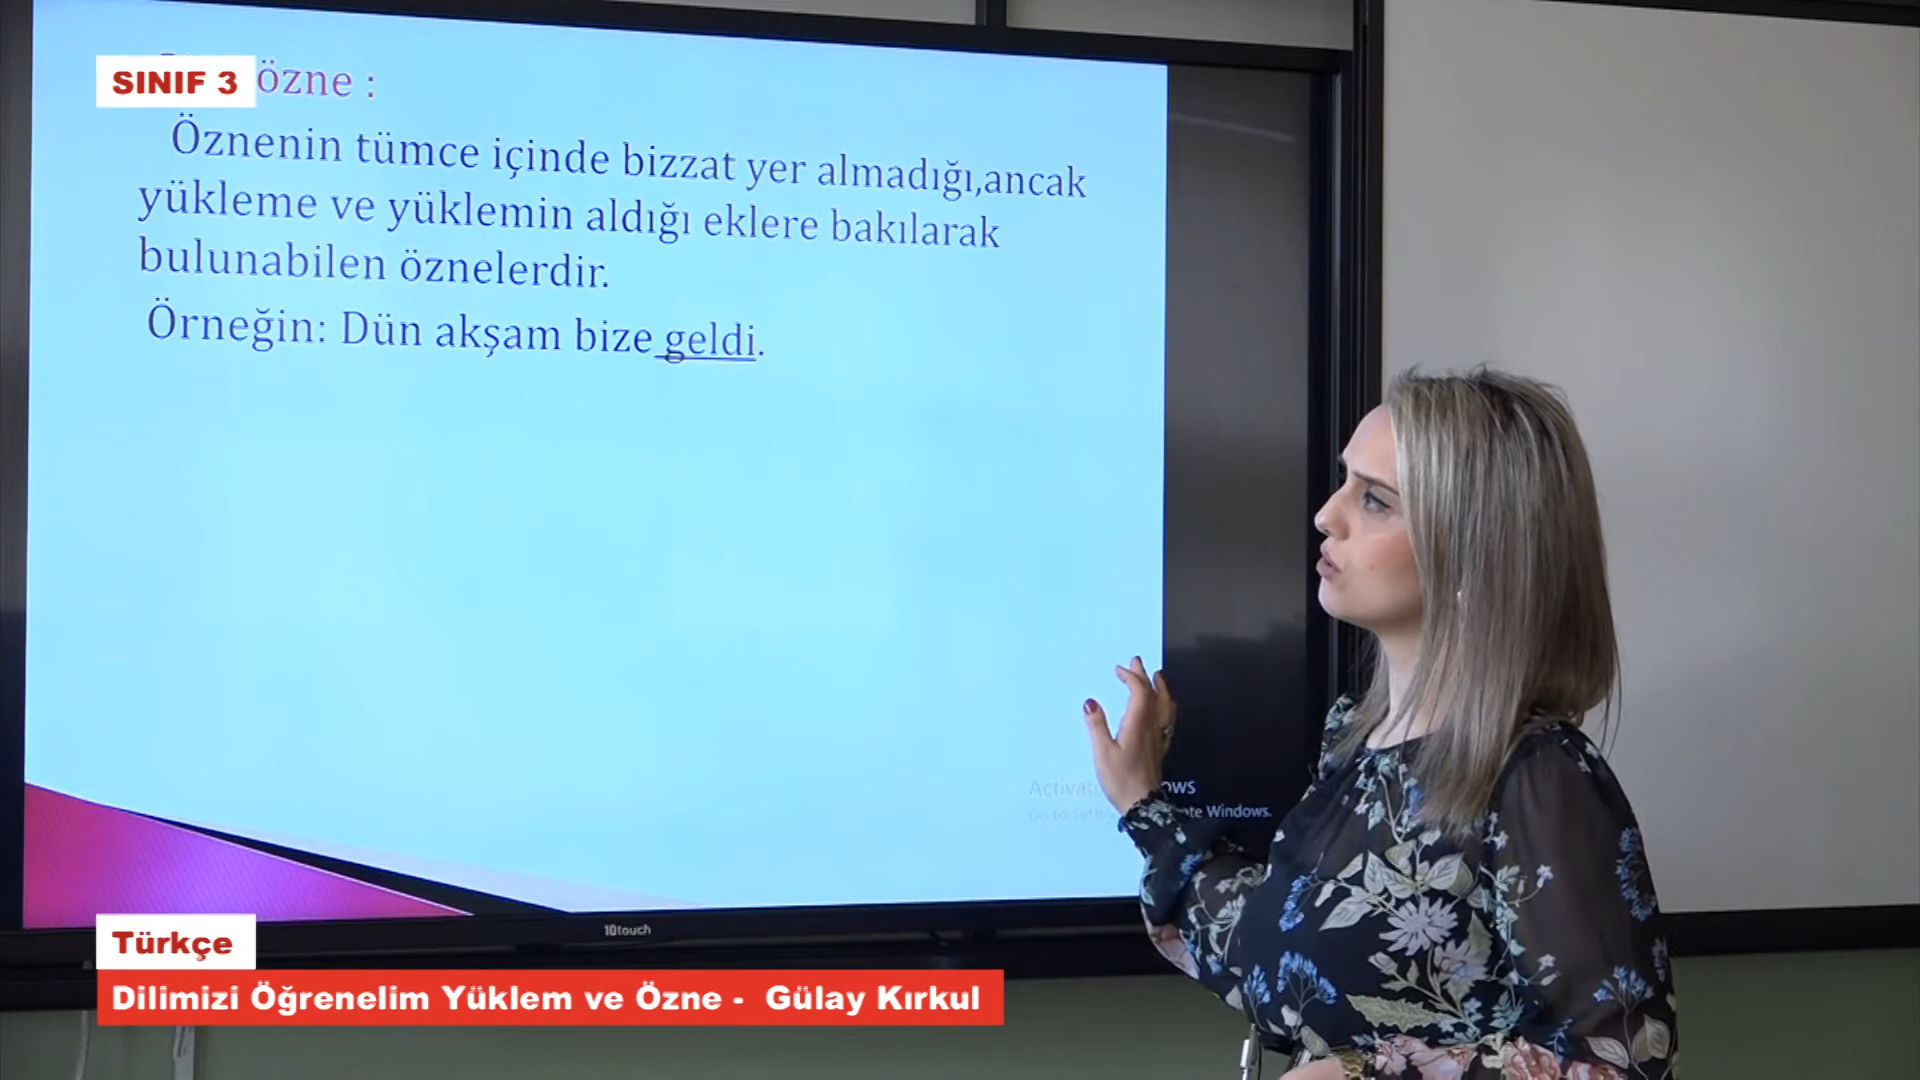 SINIF 3
özne :
Öznenin tümce içinde bizzat yer almadığı,ancak
yükleme ve yüklemin aldığı eklere bakılarak
bulunabilen öznelerdir.
Örneğin: Dün akşam bize geldi.
Windows.
10touch
Türkçe
Dilimizi Öğrenelim Yüklem ve Özne - Gülay Kırkul